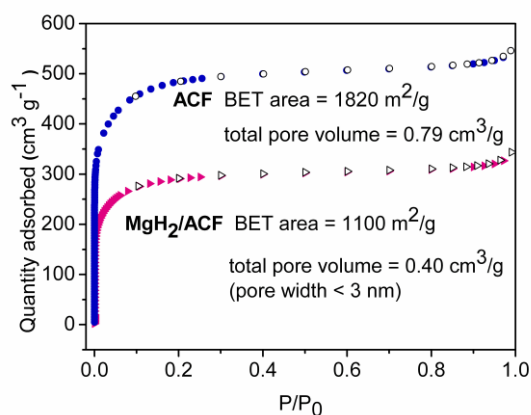 600
500
400
300
200
100
0
Quantity adsorbed (cm³ g⁻¹)
ACF BET area = 1820 m²/g
total pore volume = 0.79 cm³/g
MgH₂/ACF BET area = 1100 m²/g
total pore volume = 0.40 cm³/g
(pore width < 3 nm)
0.0 0.2 0.4 0.6 0.8 1.0
P/P₀